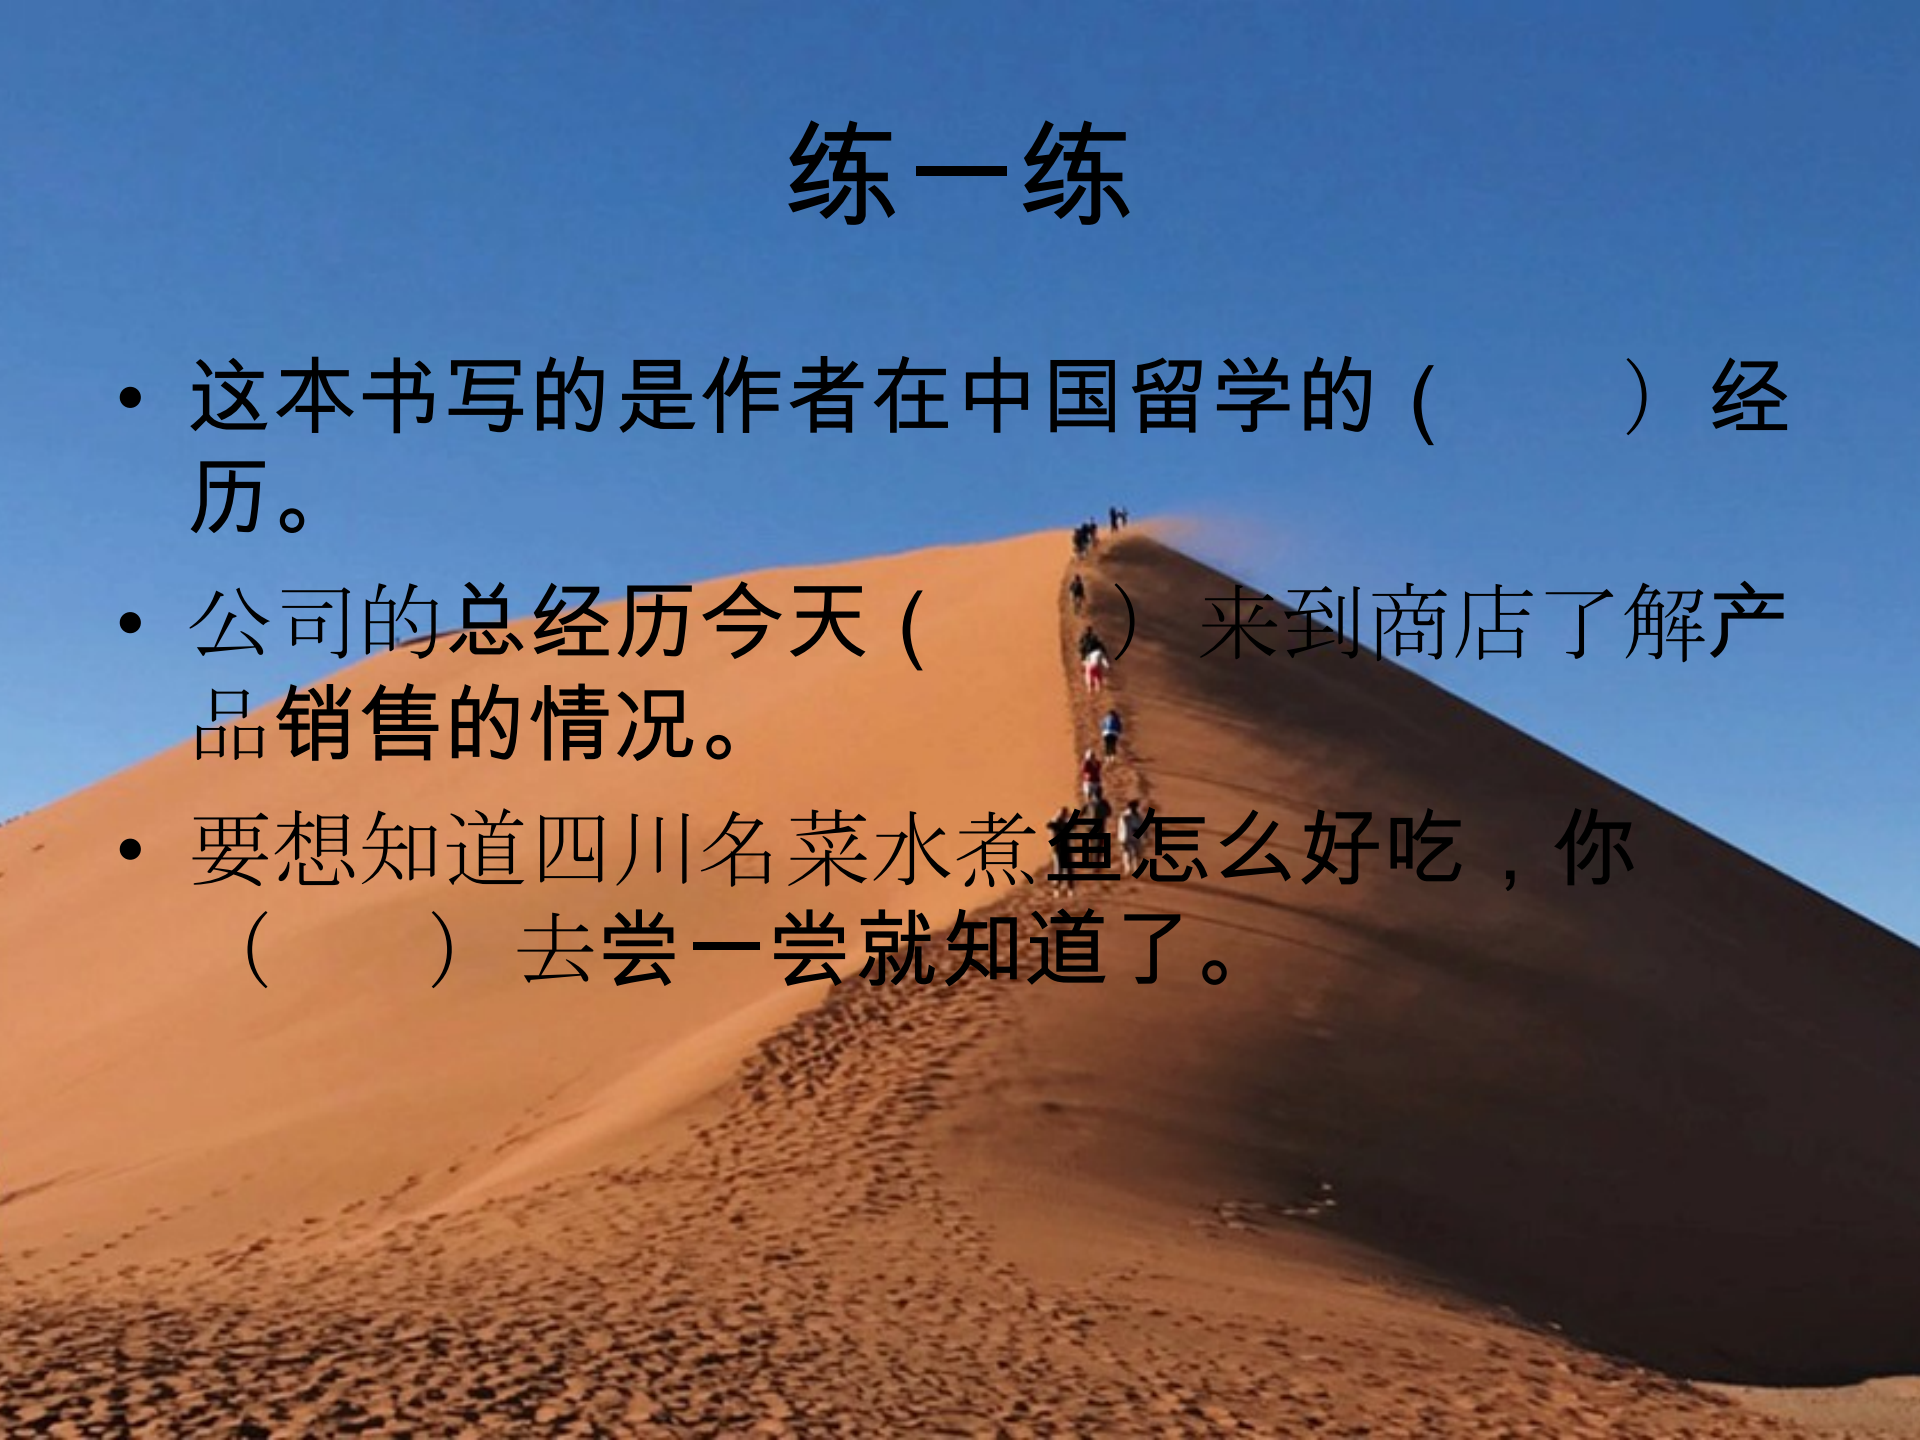 练一练
• 这本书写的是作者在中国留学的（　　）经
历。
• 公司的总经历今天（　　）来到商店了解产
品销售的情况。
• 要想知道四川名菜水煮鱼怎么好吃，你
（　　）去尝一尝就知道了。